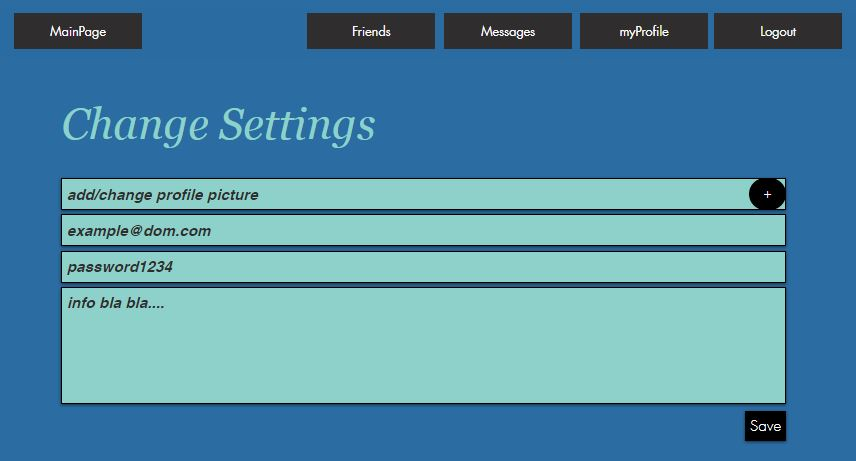 MainPage Friends Messages myProfile Logout
Change Settings
add/change profile picture +
example@dom.com
password1234
info bla bla....
Save